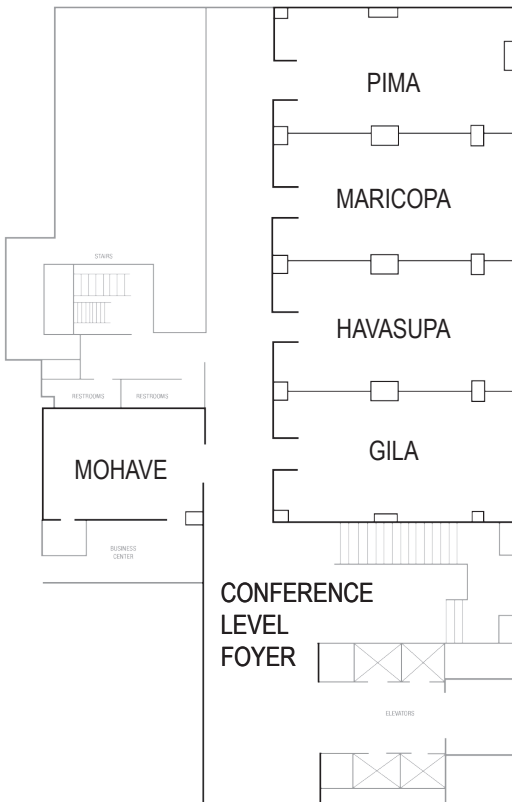 PIMA
MARICOPA
STAIRS
HAVASUPA
RESTROOMS
RESTROOMS
GILA
MOHAVE
BUSINESS
CENTER
CONFERENCE
LEVEL
FOYER
ELEVATORS